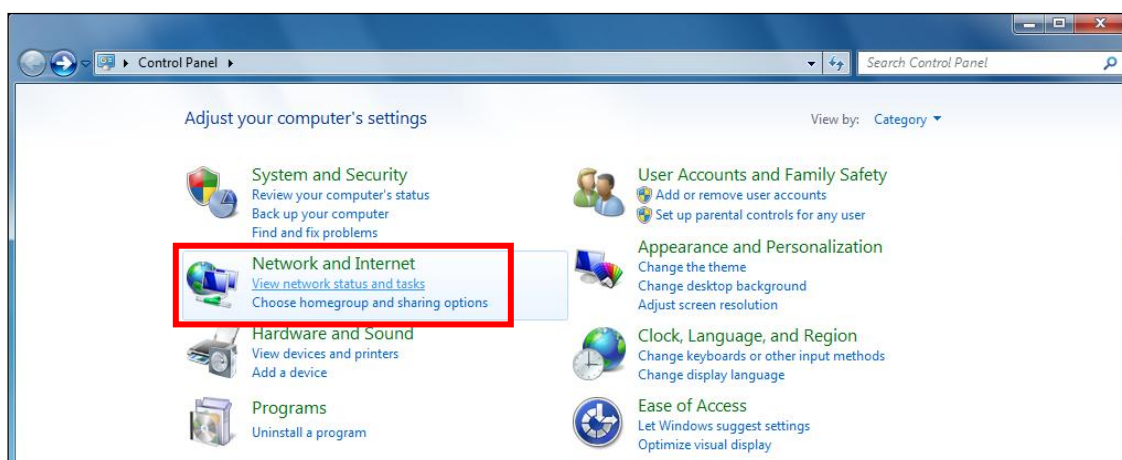 Control Panel
Search Control Panel
Adjust your computer's settings
View by: Category
System and Security
Review your computer's status
Back up your computer
Find and fix problems
Network and Internet
View network status and tasks
Choose homegroup and sharing options
Hardware and Sound
View devices and printers
Add a device
Programs
Uninstall a program
User Accounts and Family Safety
Add or remove user accounts
Set up parental controls for any user
Appearance and Personalization
Change the theme
Change desktop background
Adjust screen resolution
Clock, Language, and Region
Change keyboards or other input methods
Change display language
Ease of Access
Let Windows suggest settings
Optimize visual display